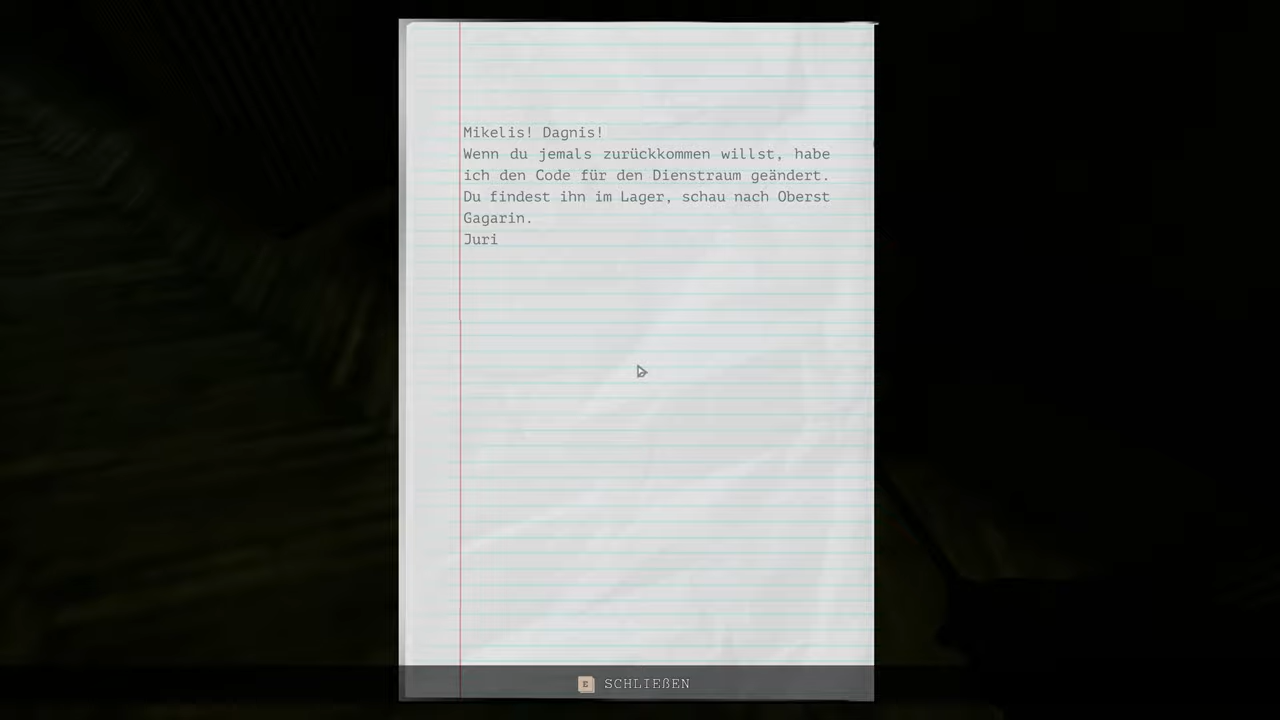 Mikelis! Dagnis!
Wenn du jemals zurückkommen willst, habe
ich den Code für den Dienstraum geändert.
Du findest ihn im Lager, schau nach Oberst
Gagarin.
Juri
E SCHLIEßEN